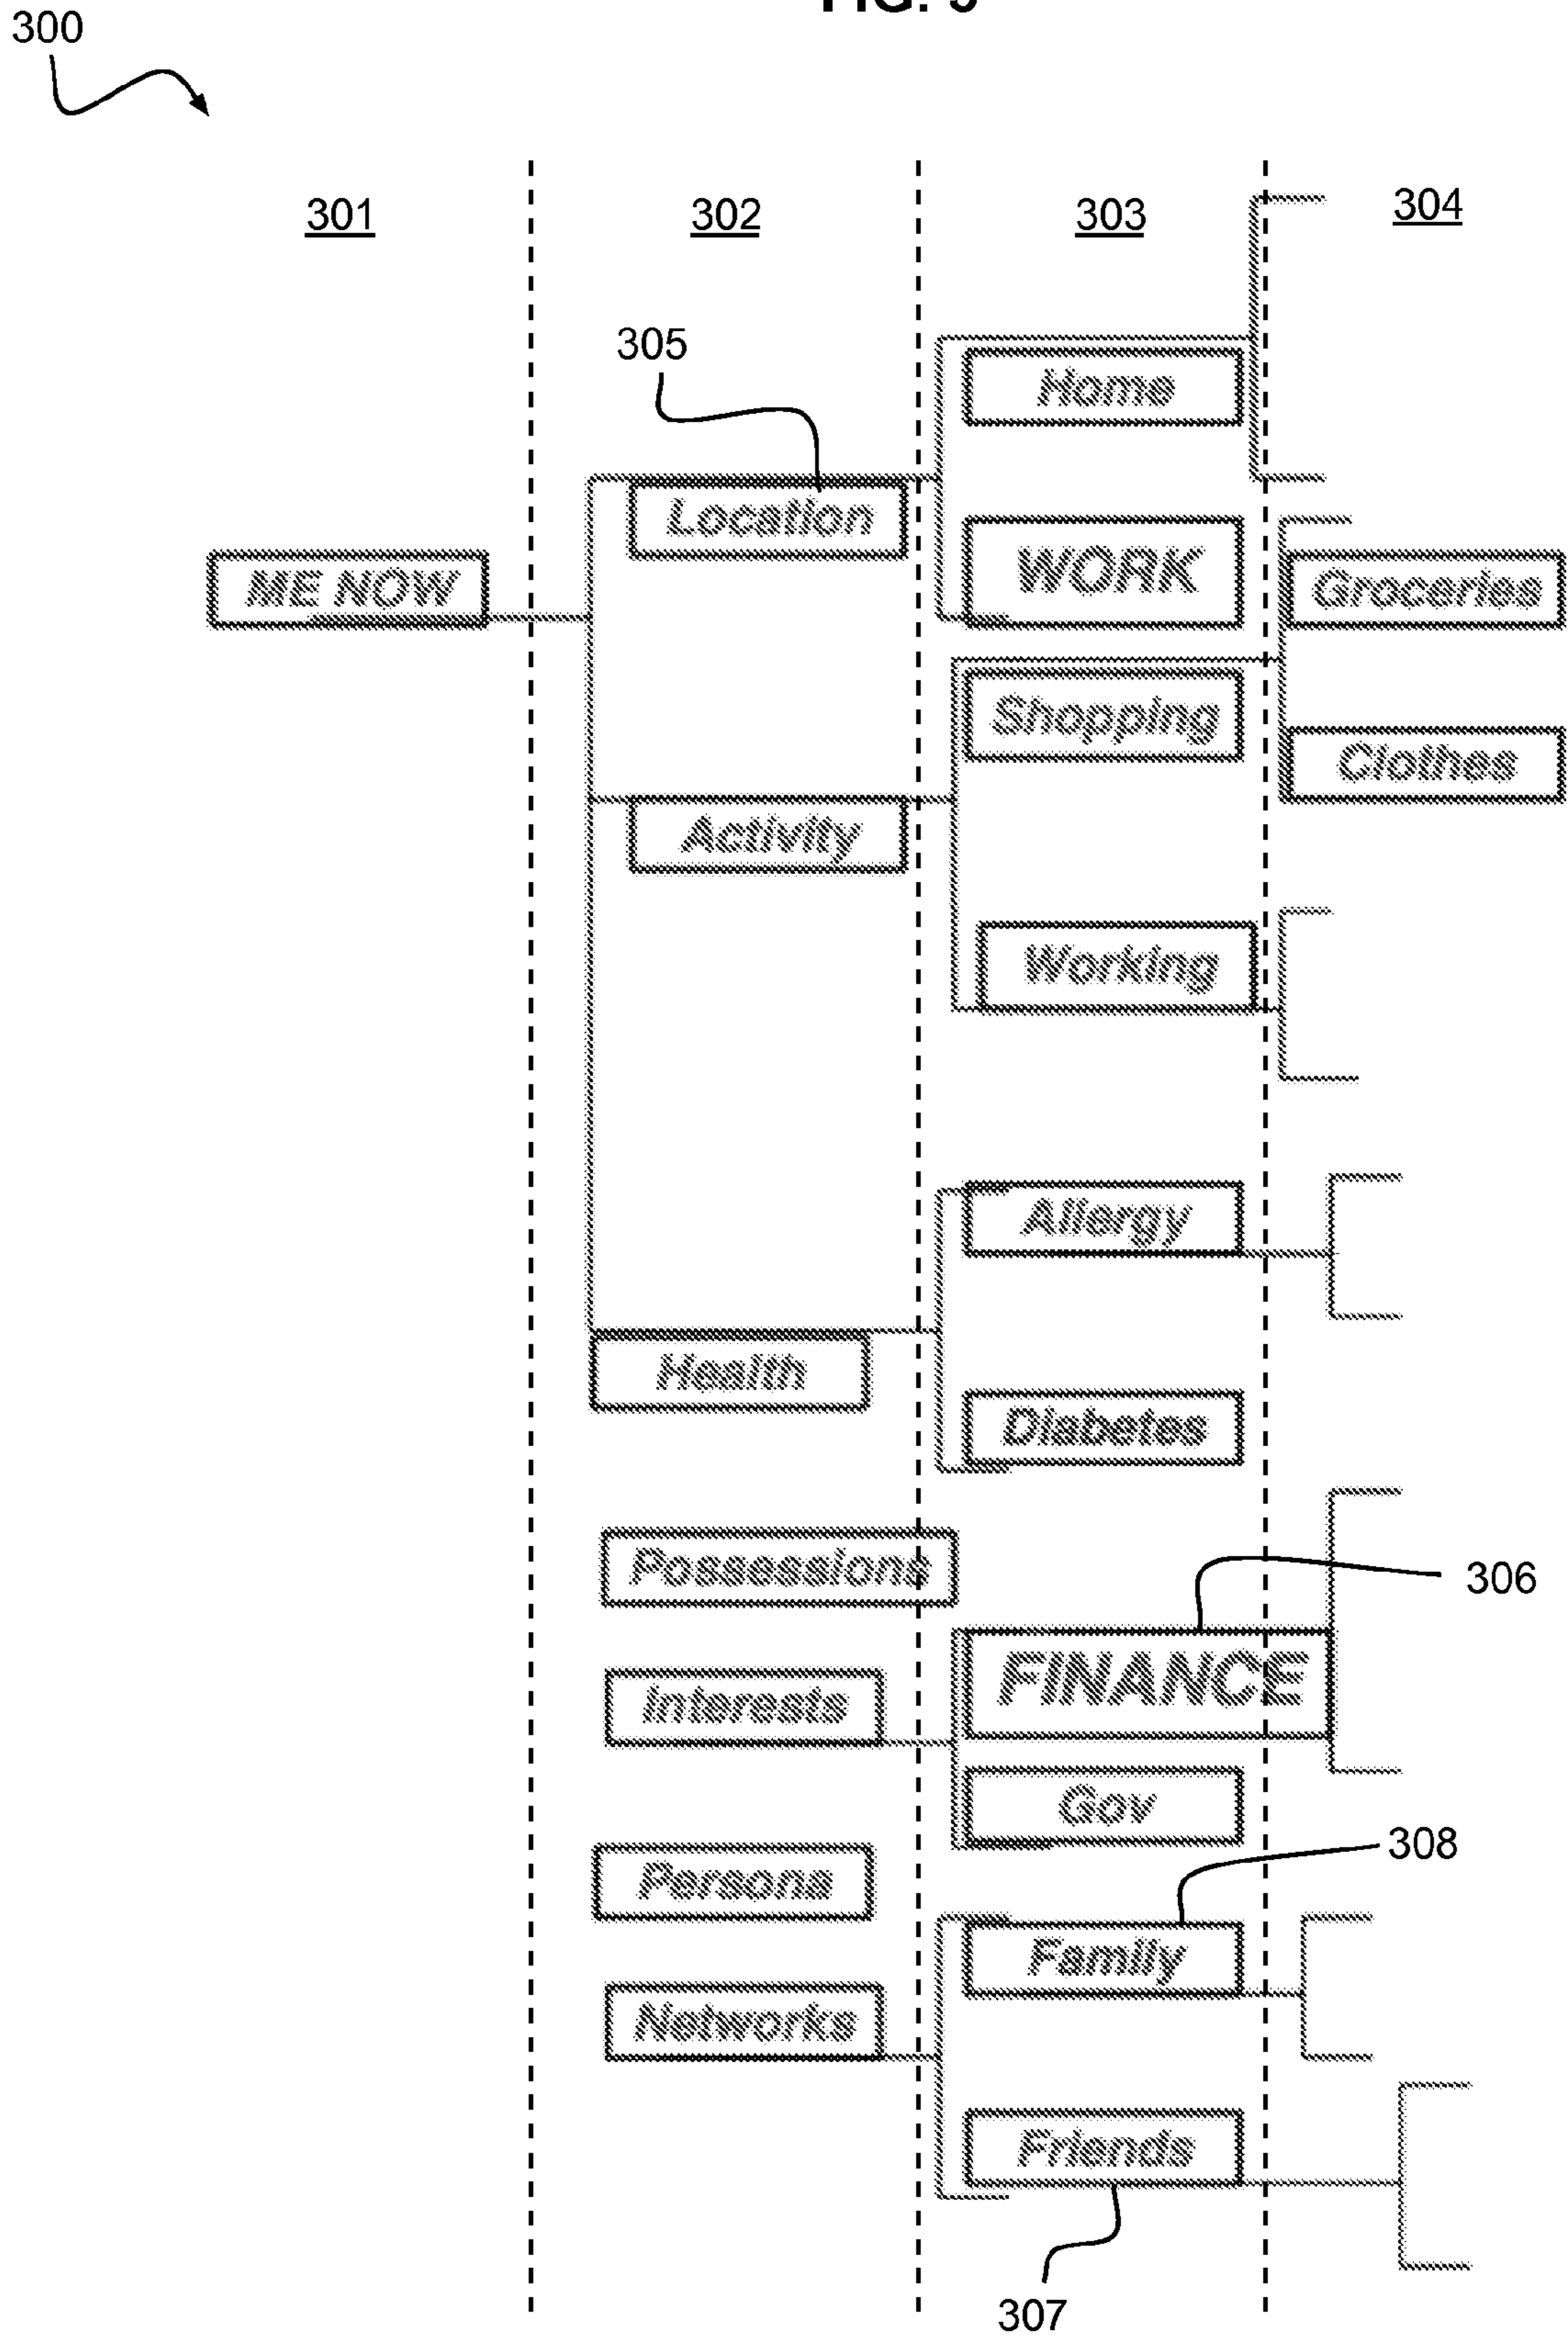 300
301
302
303
304
305
Home
Location
WORK
ME NOW
Groceries
Shopping
Clothes
Activity
Working
Allergy
Health
Diabetes
Possessions
306
FINANCE
Interests
Gov
308
Persona
Family
Networks
Friends
307